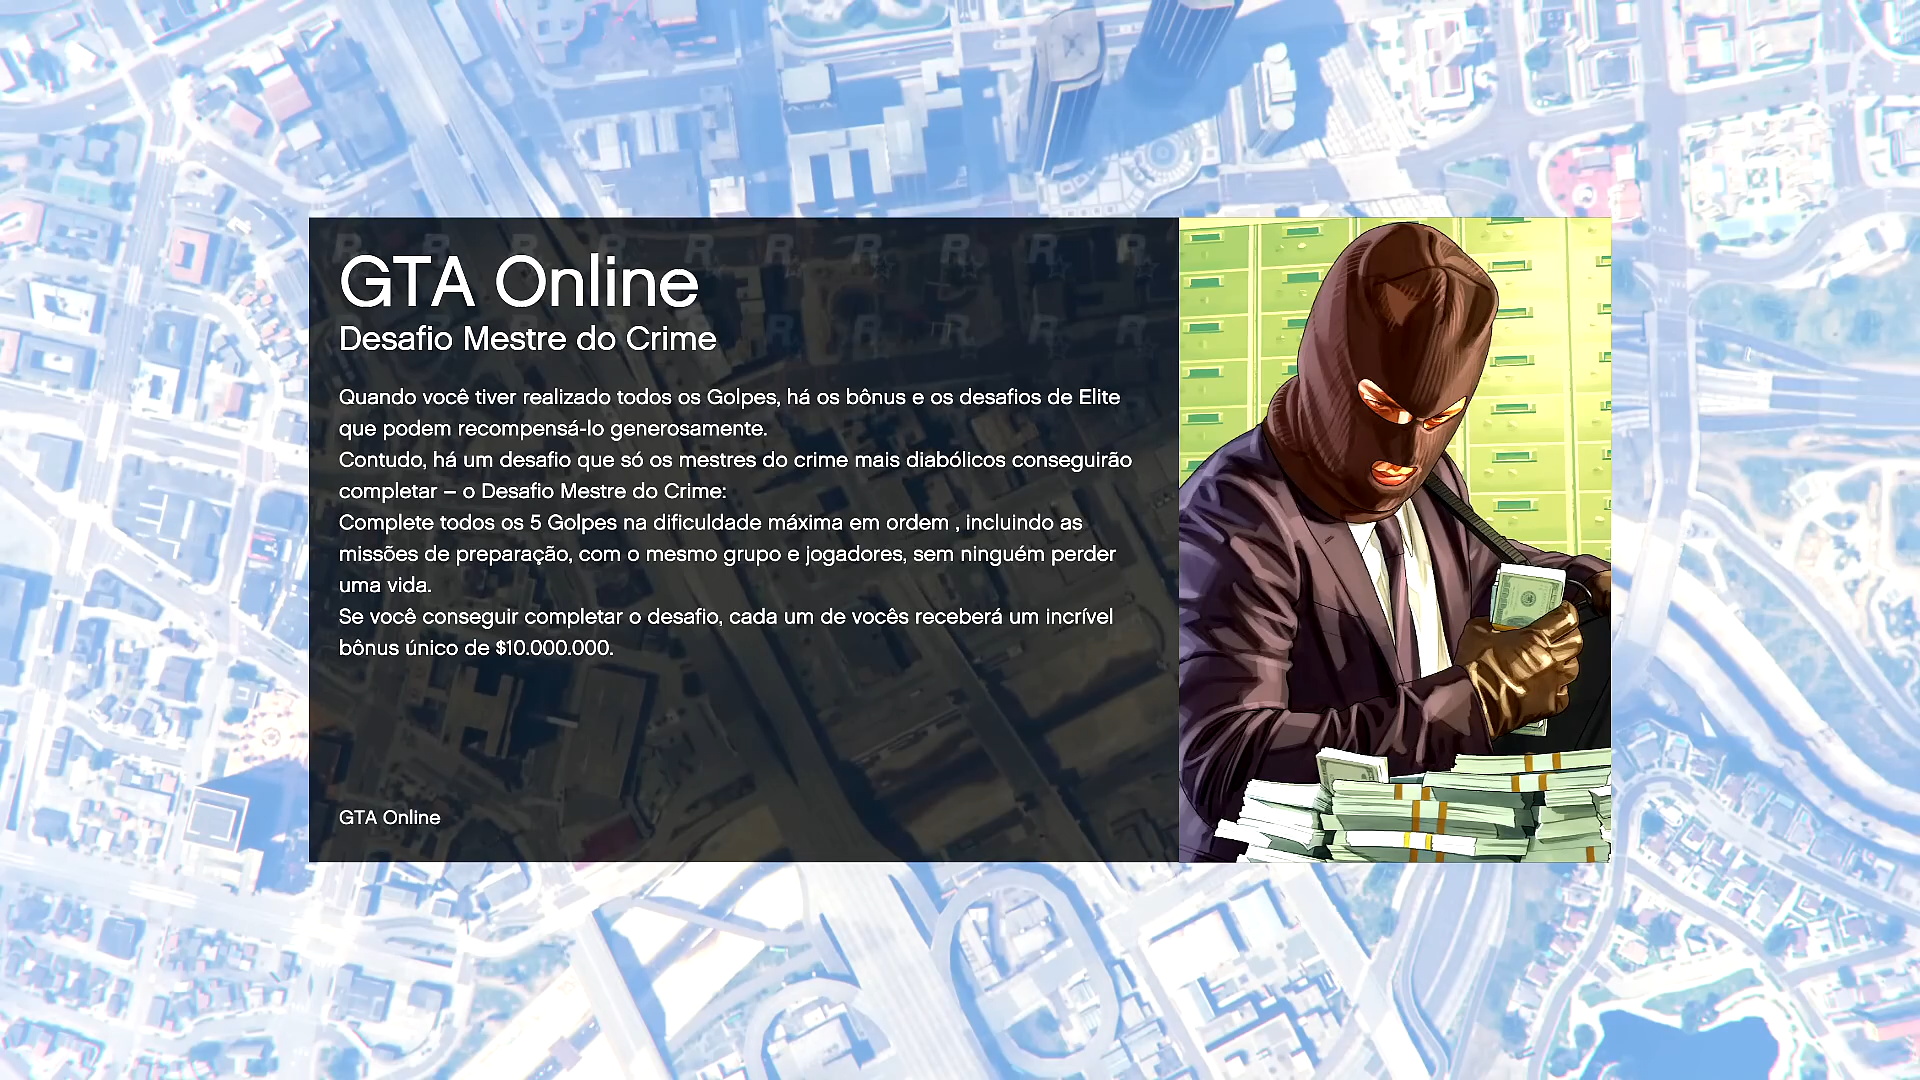 GTA Online
Desafio Mestre do Crime
Quando você tiver realizado todos os Golpes, há os bônus e os desafios de Elite
que podem recompensá-lo generosamente.
Contudo, há um desafio que só os mestres do crime mais diabólicos conseguirão
completar – o Desafio Mestre do Crime:
Complete todos os 5 Golpes na dificuldade máxima em ordem , incluindo as
missões de preparação, com o mesmo grupo e jogadores, sem ninguém perder
uma vida.
Se você conseguir completar o desafio, cada um de vocês receberá um incrível
bônus único de $10.000.000.
GTA Online